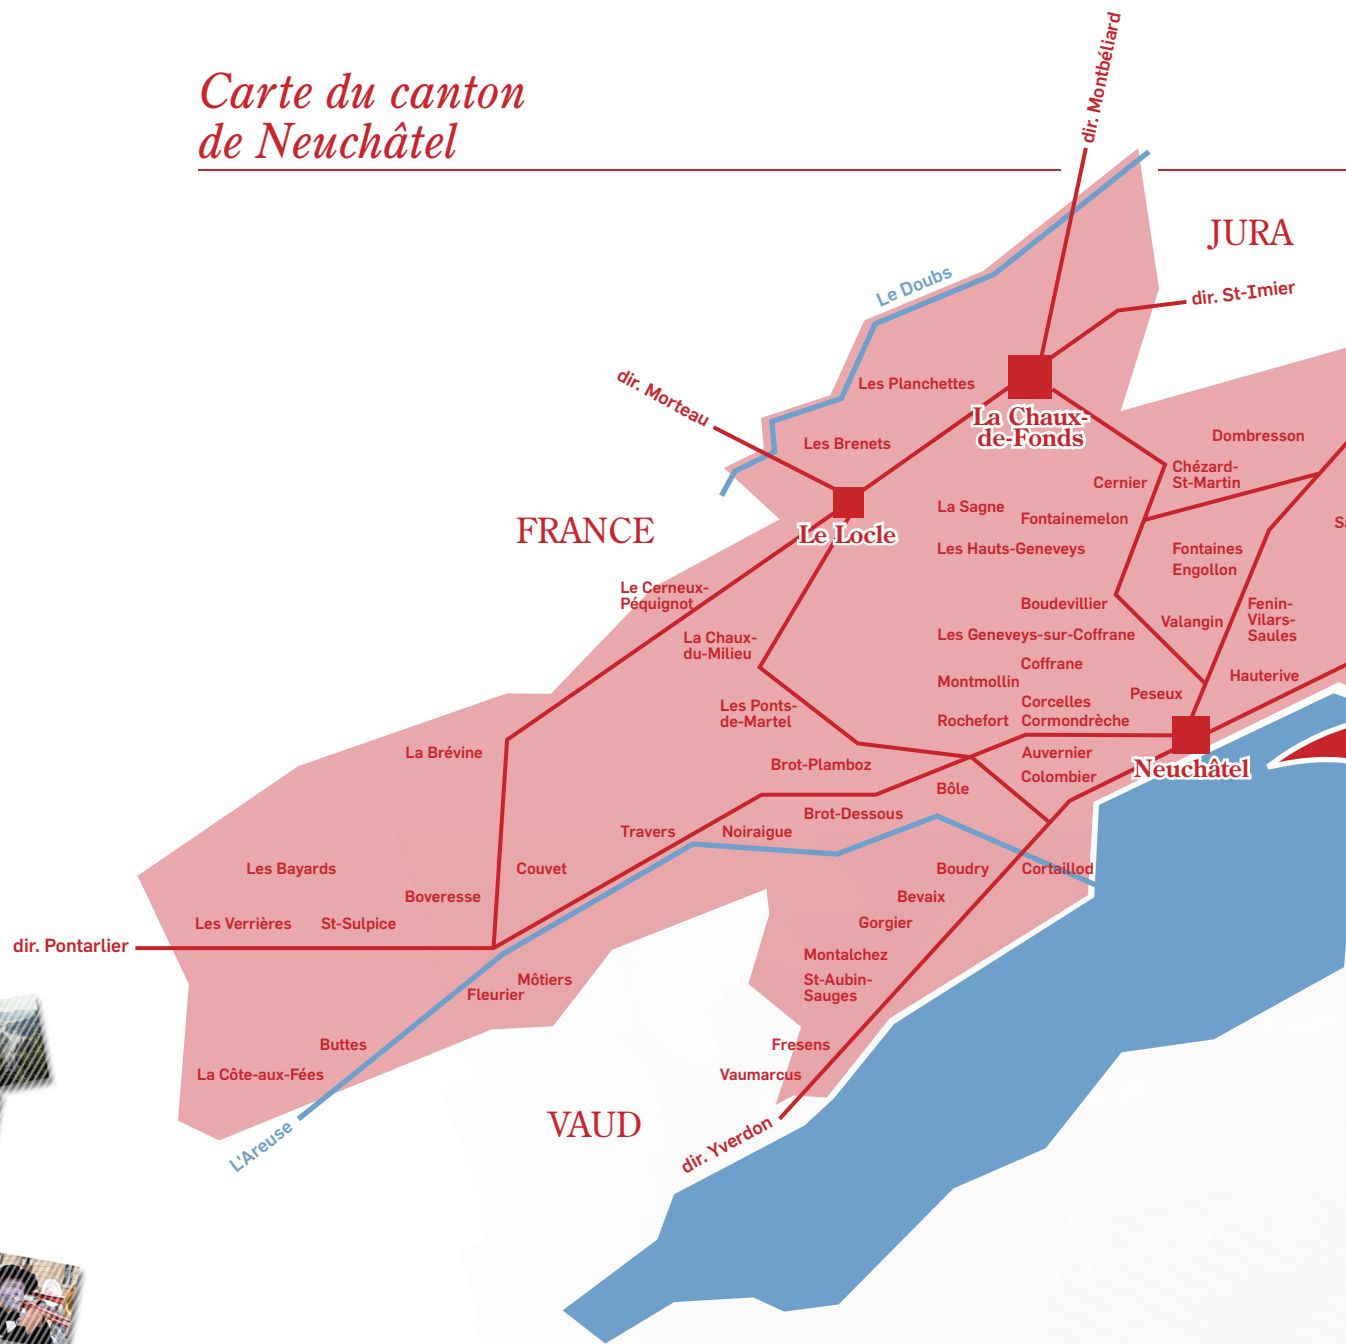 Carte du canton
de Neuchâtel
dir. Montbéliard
JURA
Le Doubs
dir. St-Imier
dir. Morteau
Les Planchettes
La Chaux-
de-Fonds
Les Brenets
Dombresson
Chézard-
St-Martin
Cernier
La Sagne
Fontainemelon
FRANCE
Le Locle
Les Hauts-Geneveys
Fontaines
Engollon
Le Cerneux-
Péquignot
Boudevillier
Fenin-
Vilars-
Saules
Valangin
La Chaux-
du-Milieu
Les Geneveys-sur-Coffrane
Coffrane
Hauterive
Montmollin
Peseux
Les Ponts-
de-Martel
Corcelles
Cormondrèche
Rochefort
La Brévine
Auvernier
Brot-Plamboz
Neuchâtel
Colombier
Bôle
Brot-Dessous
Travers
Noiraigue
Les Bayards
Couvet
Boudry
Cortaillod
Boveresse
Bevaix
Les Verrières
St-Sulpice
Gorgier
dir. Pontarlier
Montalchez
Môtiers
St-Aubin-
Sauges
Fleurier
Buttes
Fresens
La Côte-aux-Fées
Vaumarcus
VAUD
L'Areuse
dir. Yverdon